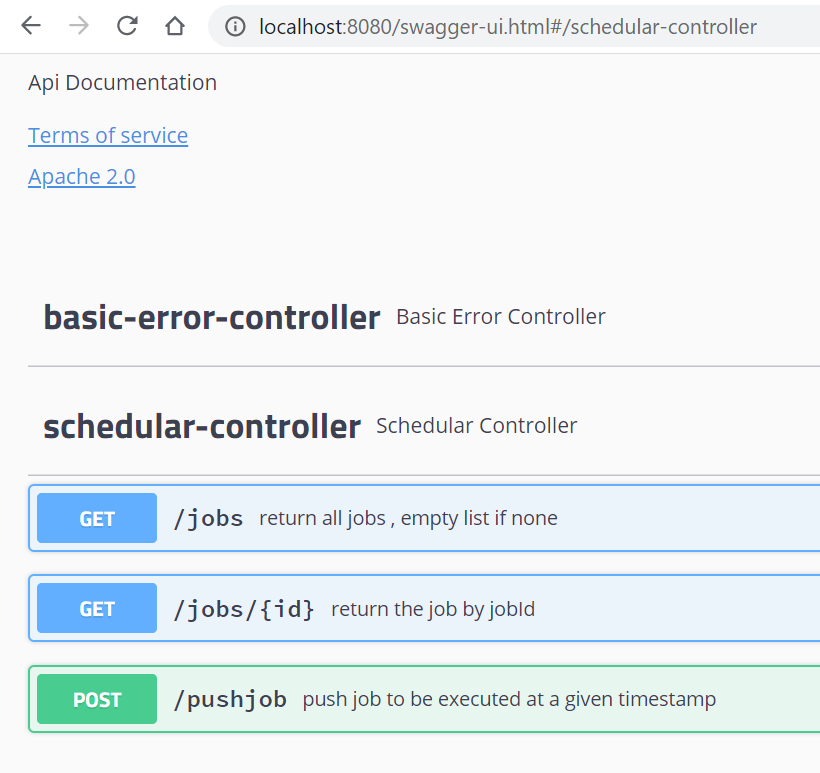 localhost:8080/swagger-ui.html#/schedular-controller
Api Documentation
Terms of service
Apache 2.0
basic-error-controller Basic Error Controller
schedular-controller Schedular Controller
GET /jobs return all jobs , empty list if none
GET /jobs/{id} return the job by jobId
POST /pushjob push job to be executed at a given timestamp